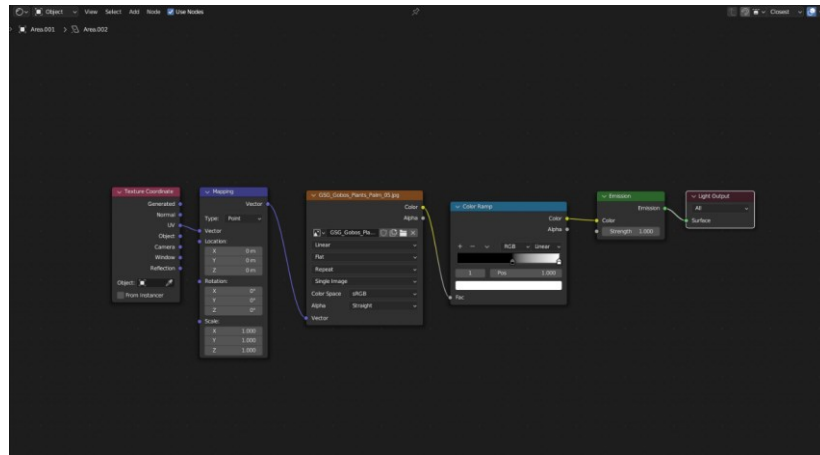 Object View Select Add Node Use Nodes Closest
Area.001 > Area.002
Texture Coordinate
Generated
Normal
UV
Object
Camera
Window
Reflection
Object:
From Instancer
Mapping
Vector
Type: Point
Vector
Location:
X 0 m
Y 0 m
Z 0 m
Rotation:
X 0°
Y 0°
Z 0°
Scale:
X 1.000
Y 1.000
Z 1.000
GSG_Gobos_Plants_Palm_05.jpg
Color
Alpha
GSG_Gobos_Pla...
Linear
Flat
Repeat
Single Image
Color Space sRGB
Alpha Straight
Vector
Color Ramp
Color
Alpha
RGB Linear
1 Pos 1.000
Fac
Emission
Emission
Color
Strength 1.000
Light Output
All
Surface